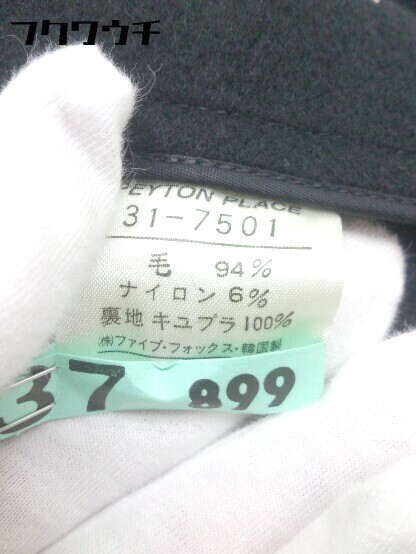 フクワウチ
PEYTON PLACE
31-7501
毛 94%
ナイロン 6%
裏地 キュプラ 100%
㈱ファイブ・フォックス・韓国製
37 899